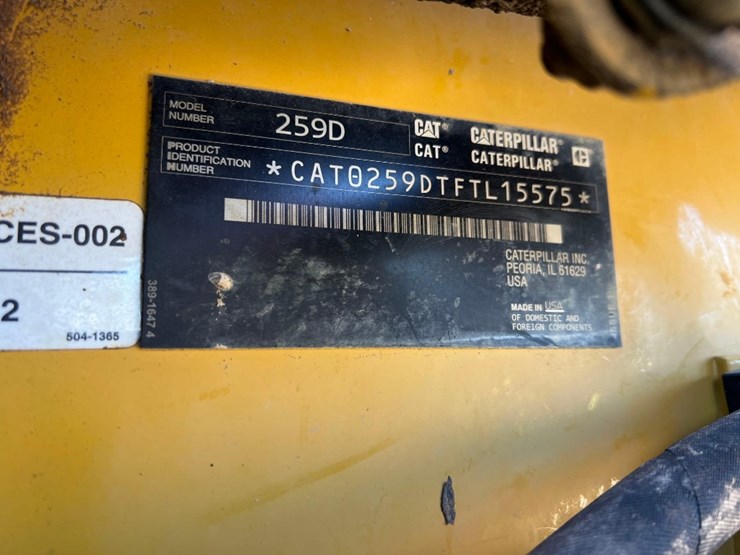 MODEL
NUMBER
259D
CAT® CATERPILLAR®
CAT® CATERPILLAR®
PRODUCT
IDENTIFICATION
NUMBER
*CAT0259DTFTL15575*
CATERPILLAR INC.
PEORIA, IL 61629
USA
MADE IN USA
OF DOMESTIC AND
FOREIGN COMPONENTS
389-1647 4
CES-002
2
504-1365